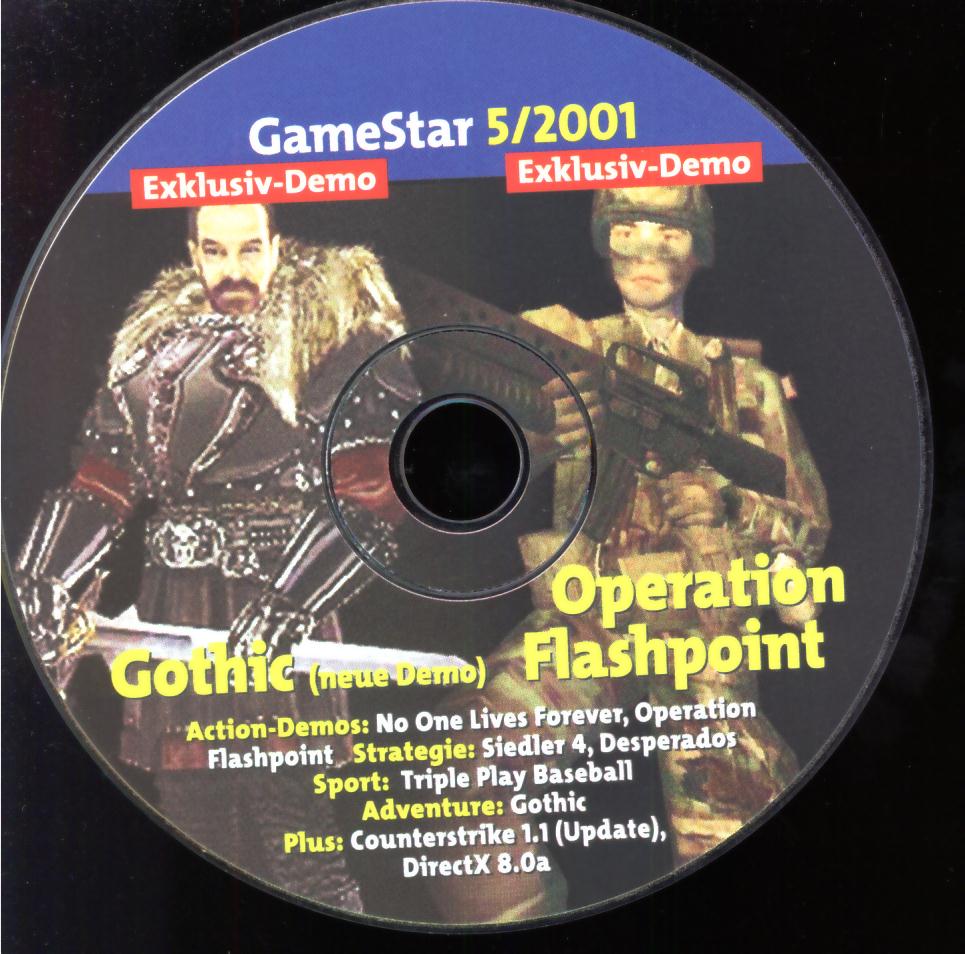 GameStar 5/2001
Exklusiv-Demo
Exklusiv-Demo
Operation
Flashpoint
Gothic (neue Demo)
Action-Demos: No One Lives Forever, Operation
Flashpoint Strategie: Siedler 4, Desperados
Sport: Triple Play Baseball
Adventure: Gothic
Plus: Counterstrike 1.1 (Update),
DirectX 8.0a